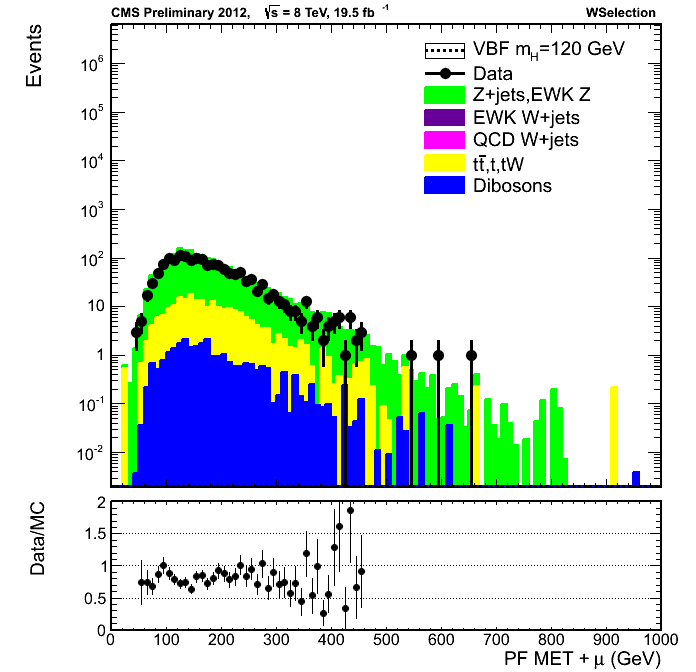 CMS Preliminary 2012, √s = 8 TeV, 19.5 fb⁻¹ WSelection
Events
VBF m_H=120 GeV
Data
Z+jets,EWK Z
EWK W+jets
QCD W+jets
tt̄,t,tW
Dibosons
10⁶
10⁵
10⁴
10³
10²
10
1
10⁻¹
10⁻²
Data/MC
2
1.5
1
0.5
0
0 100 200 300 400 500 600 700 800 900 1000
PF MET + μ (GeV)